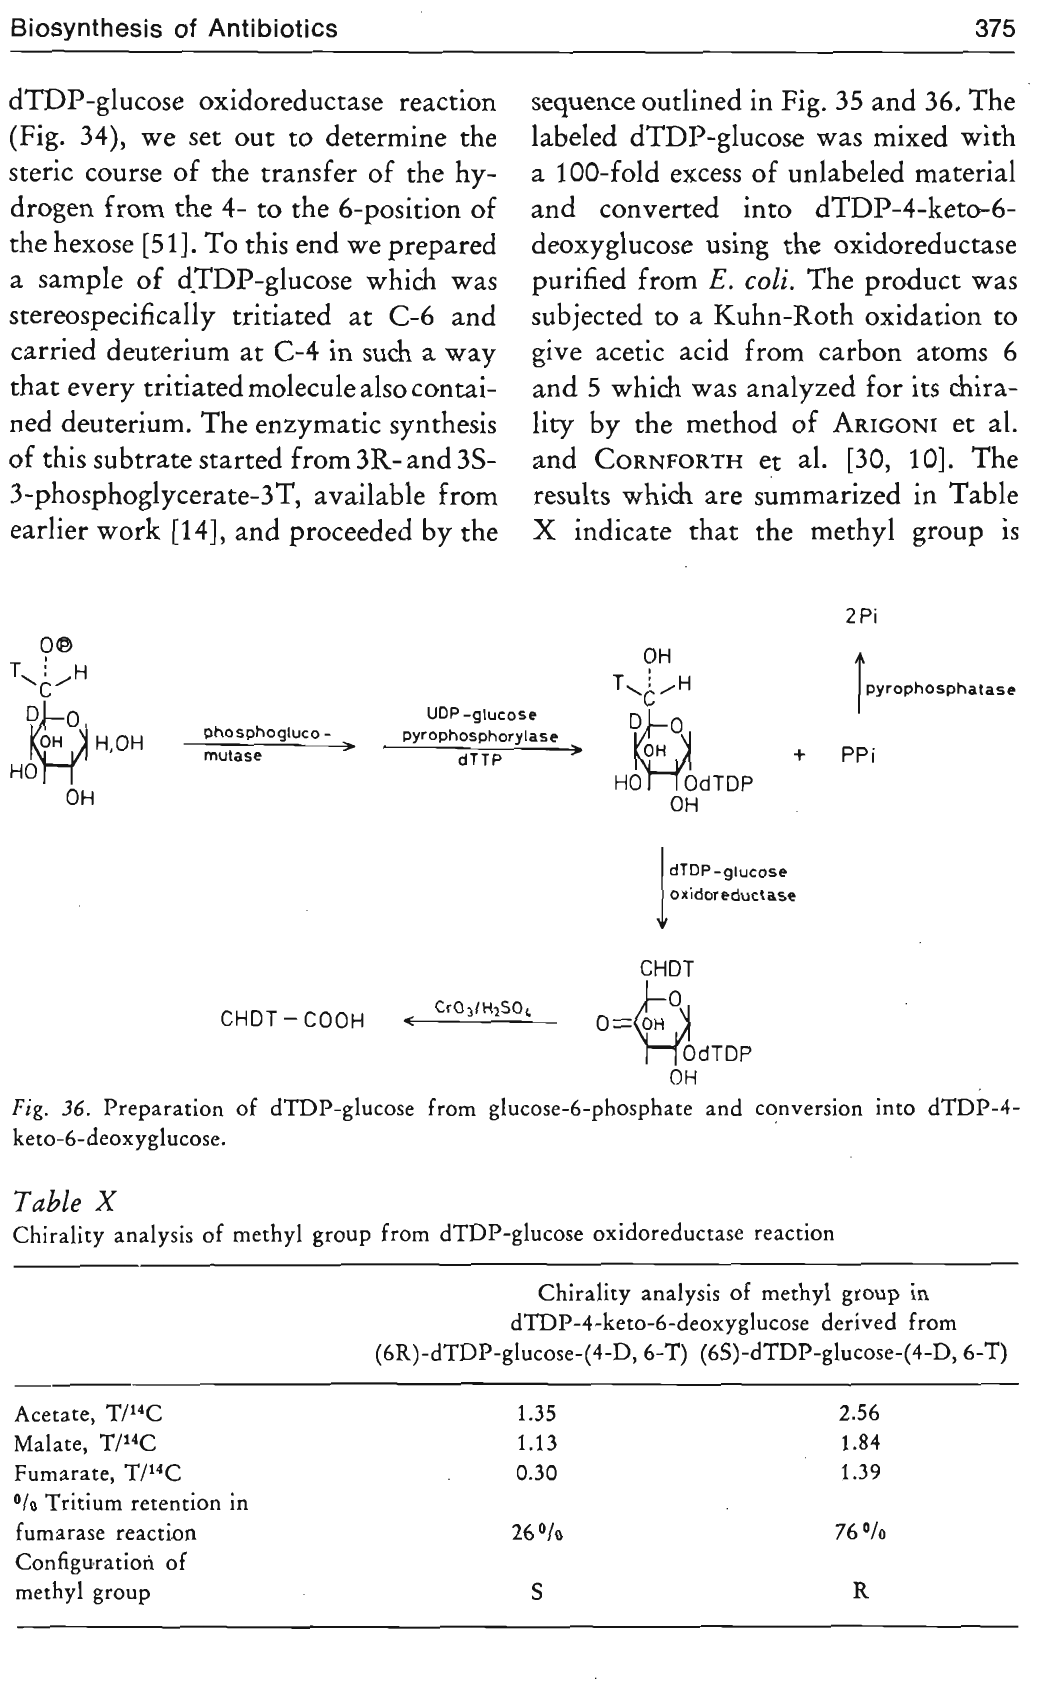 Biosynthesis of Antibiotics 375
dTDP-glucose oxidoreductase reaction
(Fig. 34), we set out to determine the
steric course of the transfer of the hy-
drogen from the 4- to the 6-position of
the hexose [51]. To this end we prepared
a sample of dTDP-glucose which was
stereospecifically tritiated at C-6 and
carried deuterium at C-4 in such a way
that every tritiated molecule also contai-
ned deuterium. The enzymatic synthesis
of this subtrate started from 3R- and 3S-
3-phosphoglycerate-3T, available from
earlier work [14], and proceeded by the
sequence outlined in Fig. 35 and 36. The
labeled dTDP-glucose was mixed with
a 100-fold excess of unlabeled material
and converted into dTDP-4-keto-6-
deoxyglucose using the oxidoreductase
purified from E. coli. The product was
subjected to a Kuhn-Roth oxidation to
give acetic acid from carbon atoms 6
and 5 which was analyzed for its chira-
lity by the method of ARIGONI et al.
and CORNFORTH et al. [30, 10]. The
results which are summarized in Table
X indicate that the methyl group is
OⓅ
T H
C
D O
OH H,OH
HO
OH
phosphogluco-
mutase
UDP-glucose
pyrophosphorylase
dTTP
OH
T H
C
D O
OH
HO OdTDP
OH
+ PPi
2Pi
pyrophosphatase
dTDP-glucose
oxidoreductase
CHDT
O
O= OH
OdTDP
OH
CrO₃/H₂SO₄
CHDT – COOH
Fig. 36. Preparation of dTDP-glucose from glucose-6-phosphate and conversion into dTDP-4-
keto-6-deoxyglucose.
Table X
Chirality analysis of methyl group from dTDP-glucose oxidoreductase reaction
Chirality analysis of methyl group in
dTDP-4-keto-6-deoxyglucose derived from
(6R)-dTDP-glucose-(4-D, 6-T) (6S)-dTDP-glucose-(4-D, 6-T)
Acetate, T/¹⁴C 1.35 2.56
Malate, T/¹⁴C 1.13 1.84
Fumarate, T/¹⁴C 0.30 1.39
% Tritium retention in
fumarase reaction 26 % 76 %
Configuration of
methyl group S R